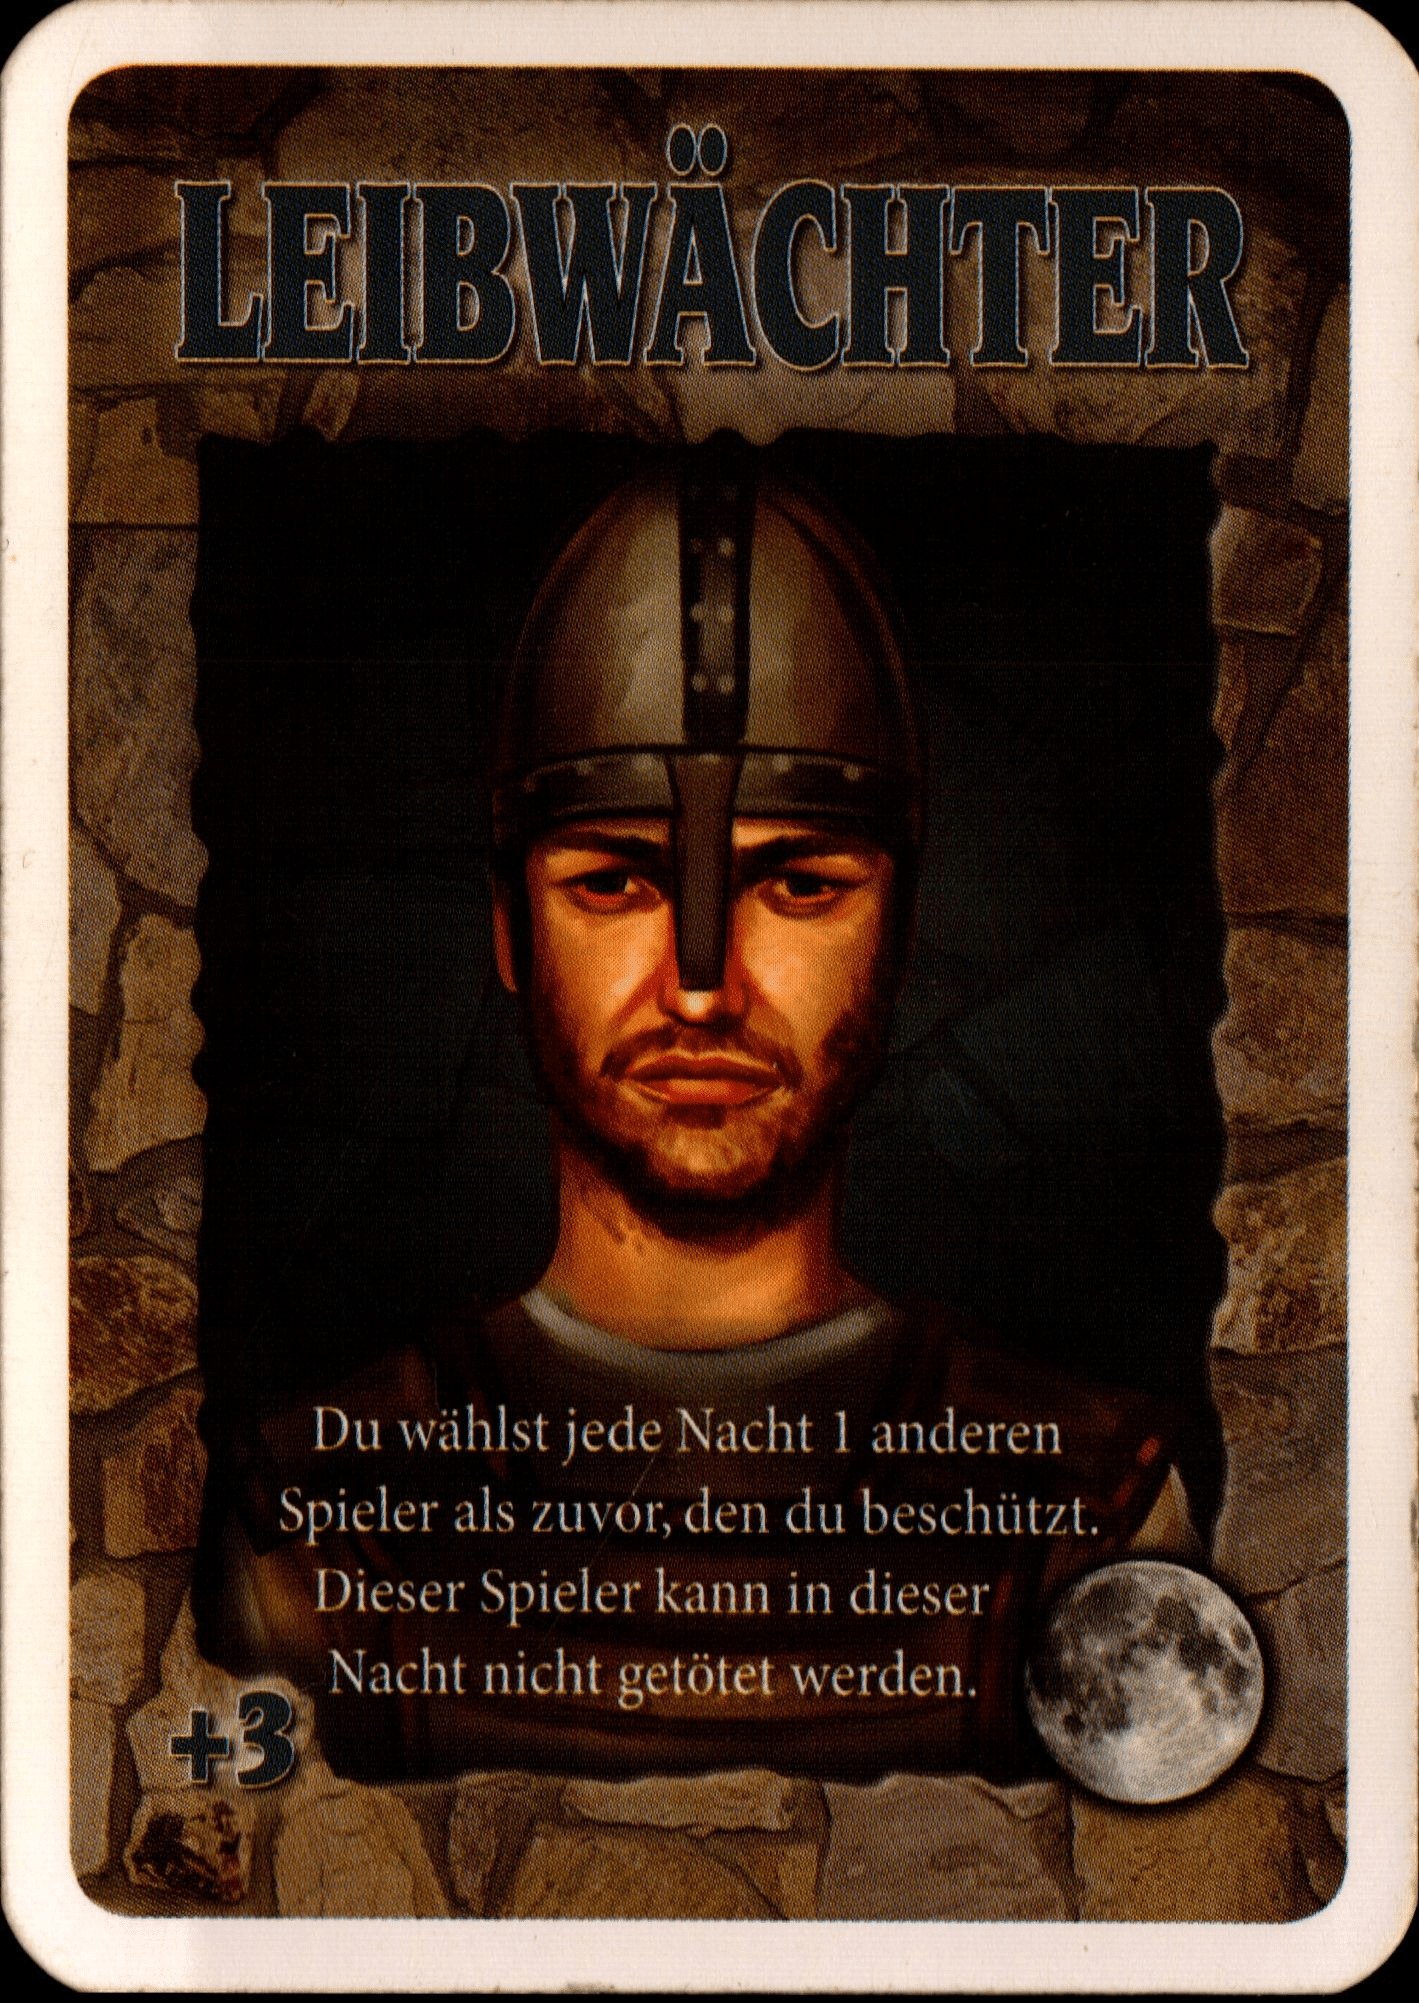 LEIBWÄCHTER
Du wählst jede Nacht 1 anderen
Spieler als zuvor, den du beschützt.
Dieser Spieler kann in dieser
Nacht nicht getötet werden.
+3